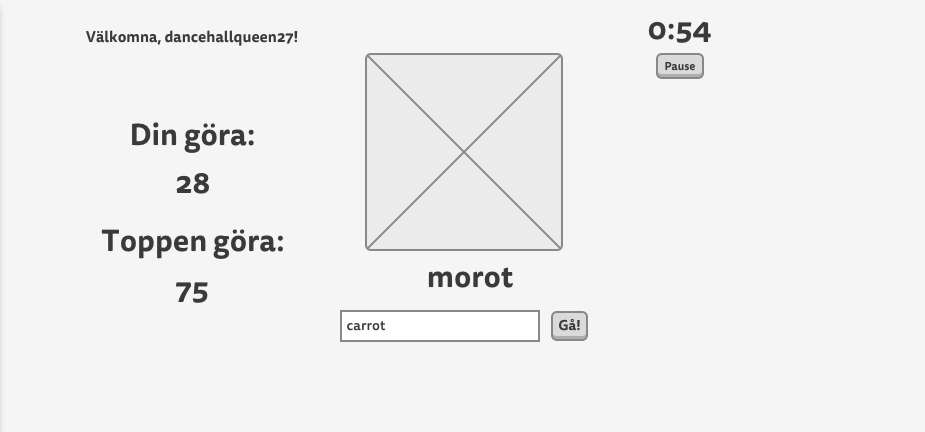 Välkomna, dancehallqueen27!
0:54
Pause
Din göra:
28
Toppen göra:
75
morot
carrot
Gå!